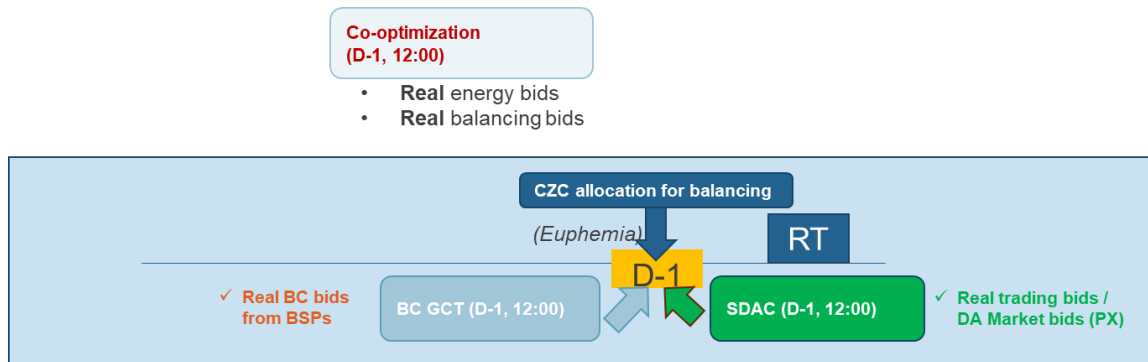 Co-optimization
(D-1, 12:00)
• Real energy bids
• Real balancing bids
CZC allocation for balancing
(Euphemia)
RT
D-1
✓ Real BC bids
from BSPs
BC GCT (D-1, 12:00)
SDAC (D-1, 12:00)
✓ Real trading bids /
DA Market bids (PX)